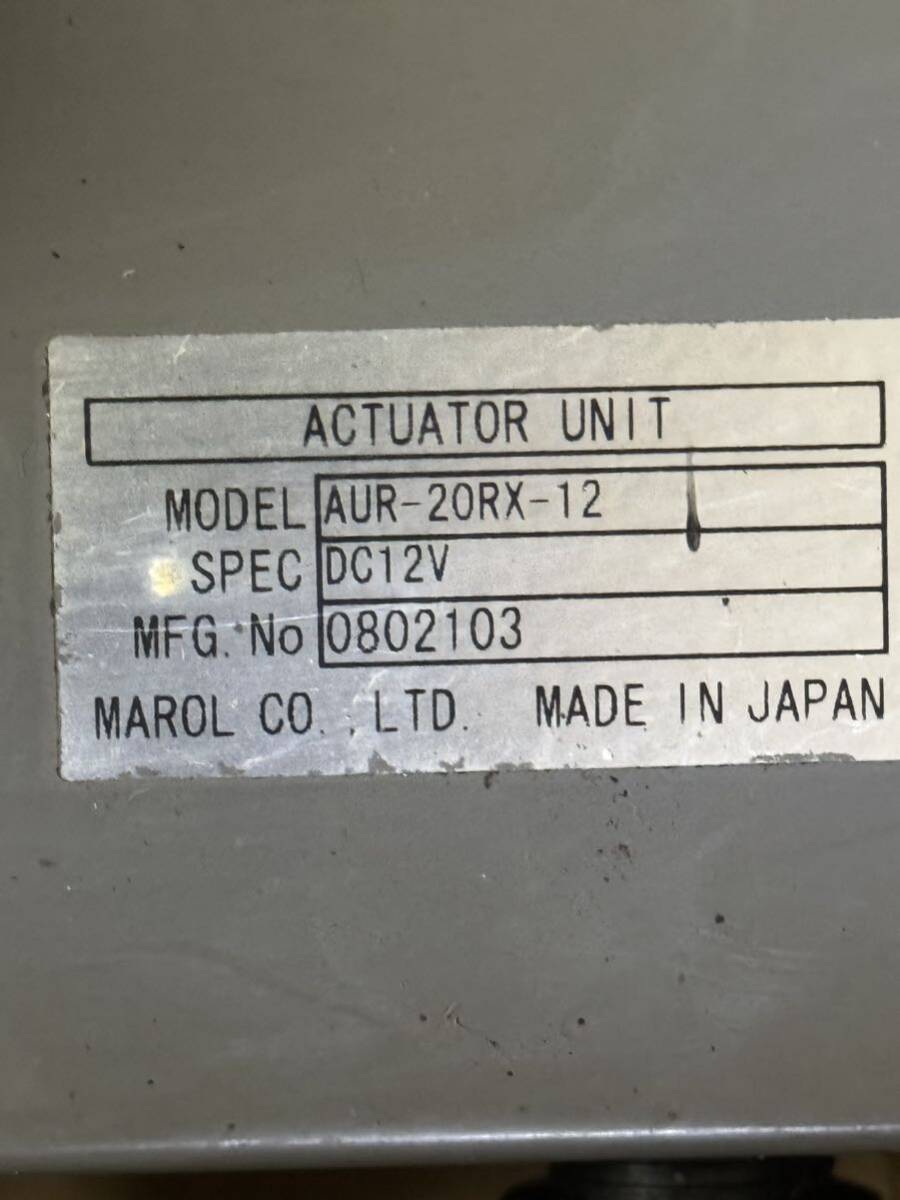 ACTUATOR UNIT
MODEL AUR-20RX-12
SPEC DC12V
MFG. No 0802103
MAROL CO.,LTD. MADE IN JAPAN